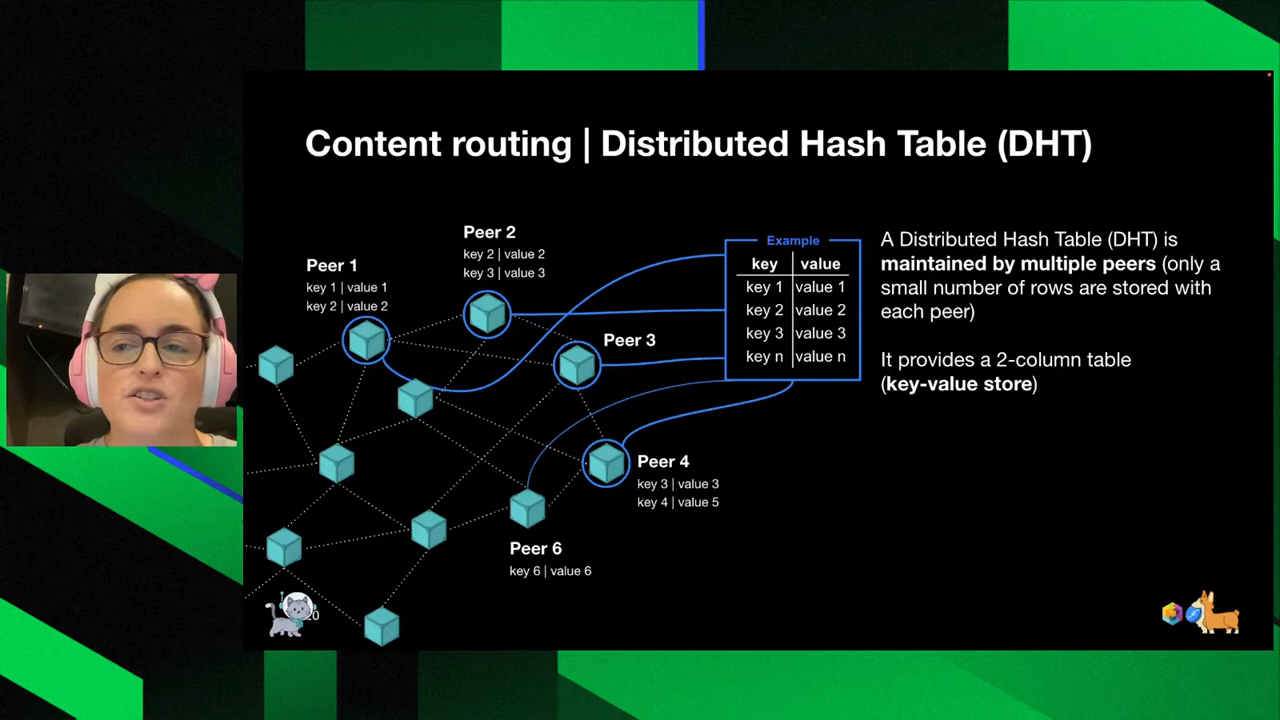 Content routing | Distributed Hash Table (DHT)
Peer 2
key 2 | value 2
key 3 | value 3
Peer 1
key 1 | value 1
key 2 | value 2
Peer 3
Peer 4
key 3 | value 3
key 4 | value 5
Peer 6
key 6 | value 6
Example
key value
key 1 value 1
key 2 value 2
key 3 value 3
key n value n
A Distributed Hash Table (DHT) is
maintained by multiple peers (only a
small number of rows are stored with
each peer)
It provides a 2-column table
(key-value store)
20